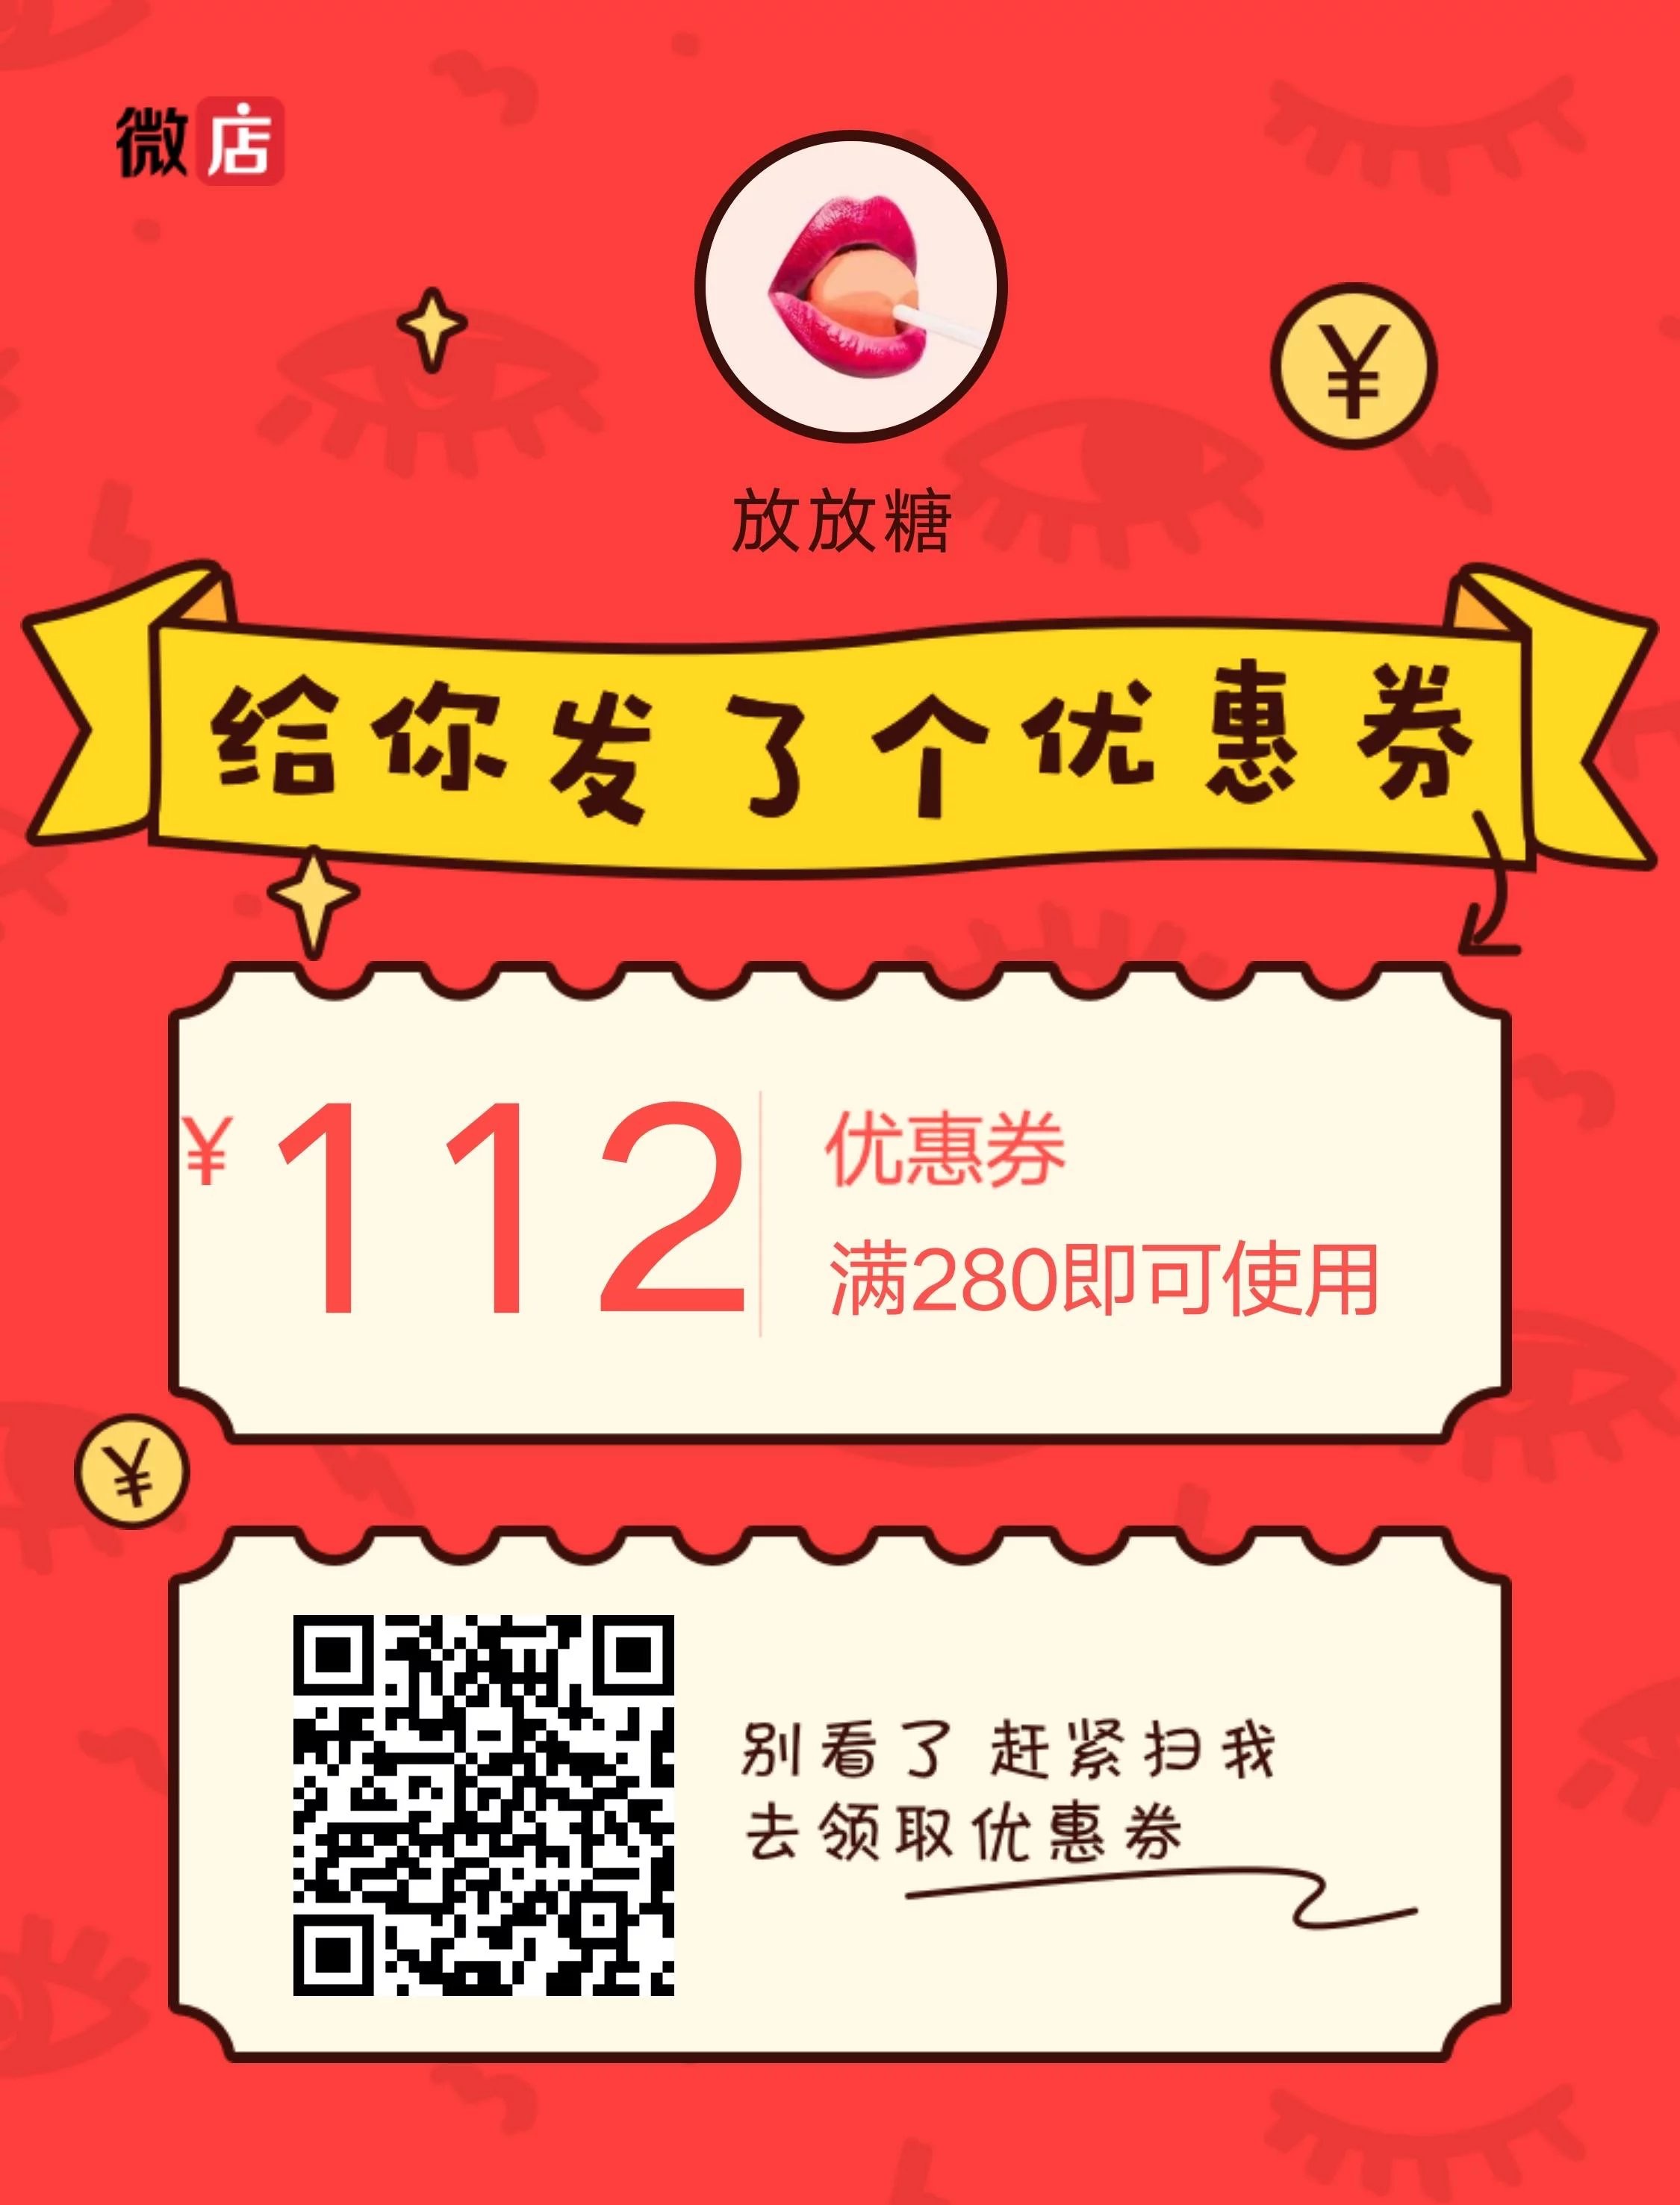 微店
¥
放放糖
给你发了个优惠券
¥112
优惠券
满280即可使用
¥
别看了 赶紧扫我
去领取优惠券